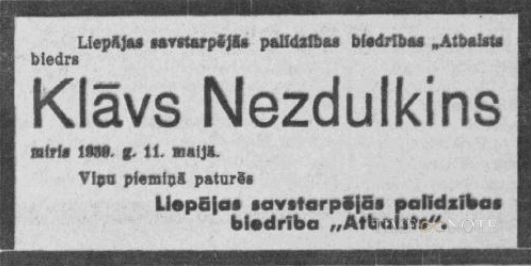 Liepājas savstarpējās palīdzības biedrības „Atbalsts
biedrs
Klāvs Nezdulkins
miris 1939. g. 11. maijā.
Viņu piemiņā paturēs
Liepājas savstarpējās palīdzības
biedrība „Atbalsts“.